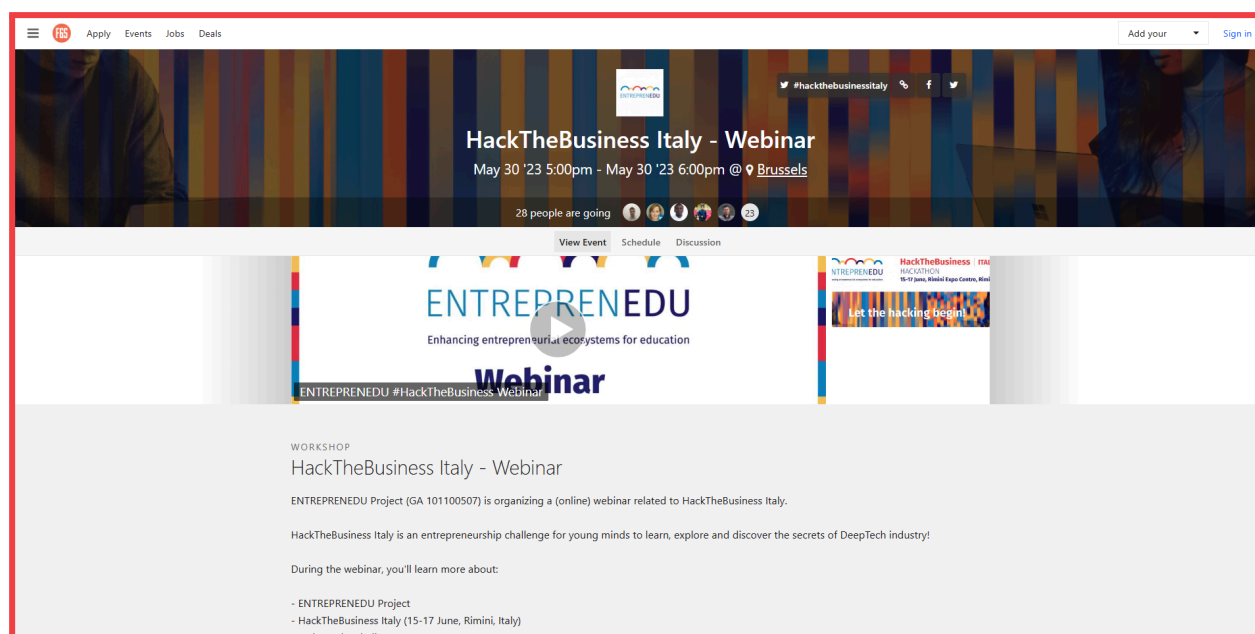 F6S Apply Events Jobs Deals Add your Sign in
ENTREPRENEDU
#hackthebusinessitaly
HackTheBusiness Italy - Webinar
May 30 '23 5:00pm - May 30 '23 6:00pm @ Brussels
28 people are going 23
View Event Schedule Discussion
ENTREPRENEDU
Enhancing entrepreneurial ecosystems for education
Webinar
ENTREPRENEDU #HackTheBusiness Webinar
NTREPRENEDU
HackTheBusiness ITAL
HACKATHON
15-17 June, Rimini Expo Centre, Rimi
Let the hacking begin!
WORKSHOP
HackTheBusiness Italy - Webinar
ENTREPRENEDU Project (GA 101100507) is organizing a (online) webinar related to HackTheBusiness Italy.
HackTheBusiness Italy is an entrepreneurship challenge for young minds to learn, explore and discover the secrets of DeepTech industry!
During the webinar, you'll learn more about:
- ENTREPRENEDU Project
- HackTheBusiness Italy (15-17 June, Rimini, Italy)